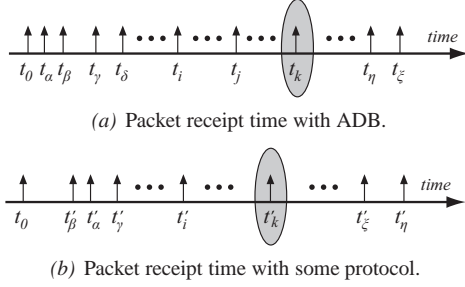 time
t₀ tα tβ tγ tδ tᵢ tⱼ tₖ tη tξ
(a) Packet receipt time with ADB.
time
t₀ t′β t′α t′γ t′ᵢ t′ₖ t′ξ t′η
(b) Packet receipt time with some protocol.